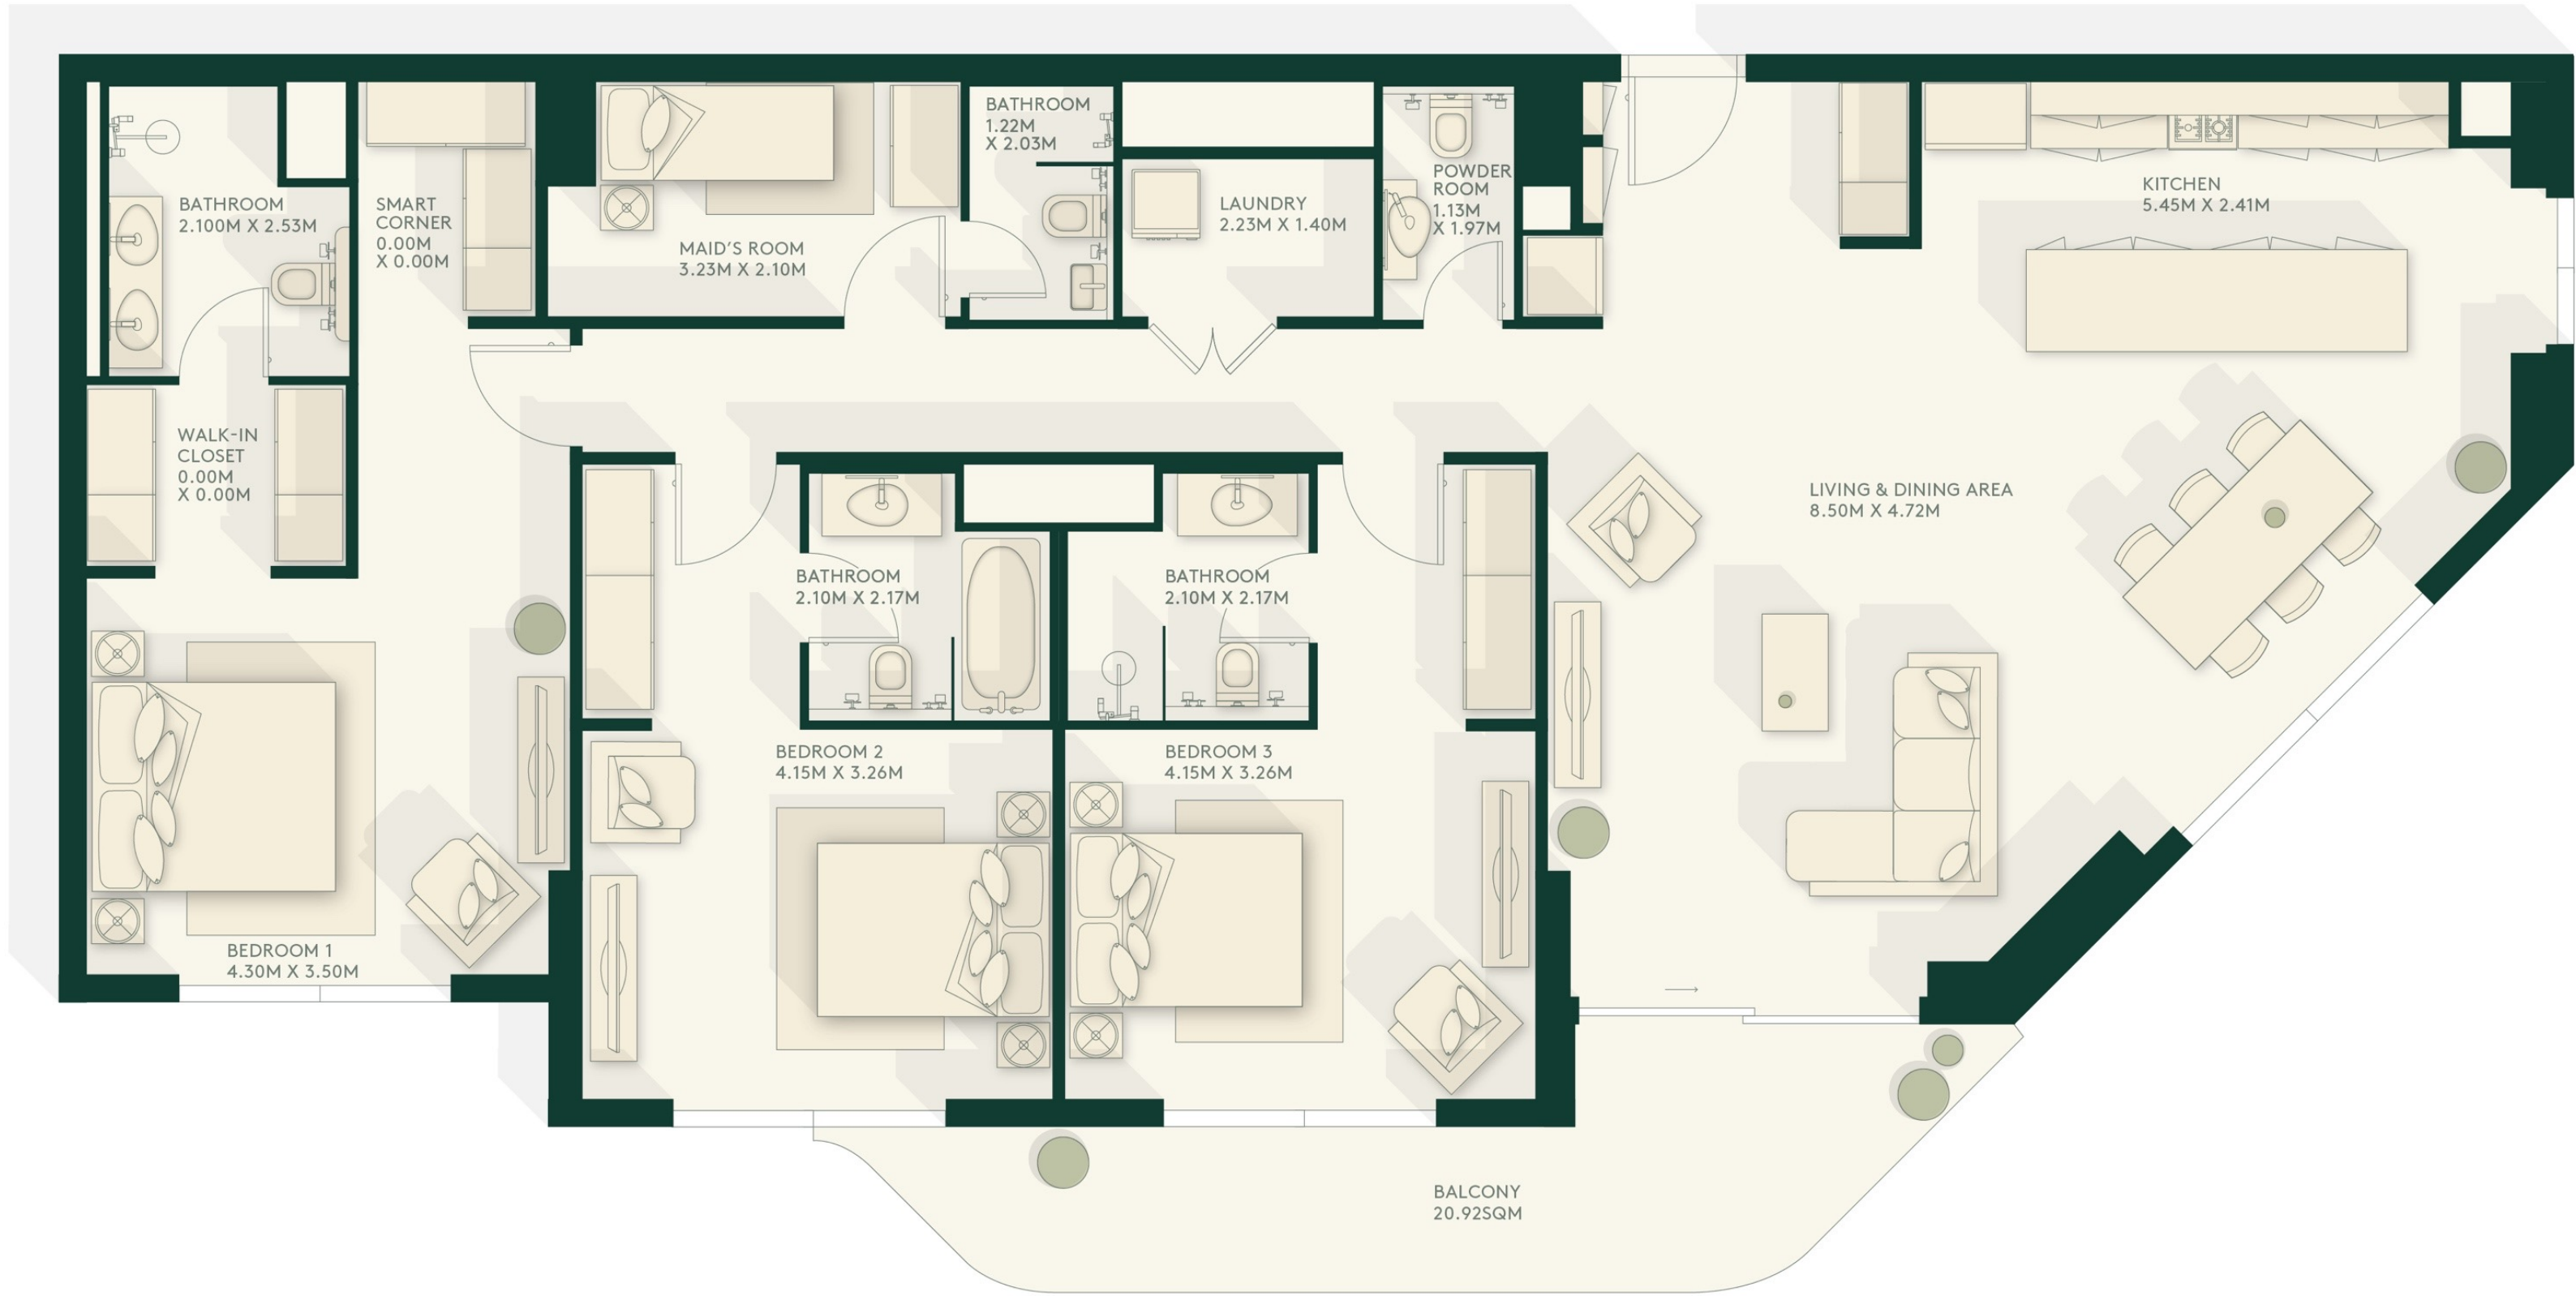 BATHROOM
2.100M X 2.53M
SMART
CORNER
0.00M
X 0.00M
MAID'S ROOM
3.23M X 2.10M
BATHROOM
1.22M
X 2.03M
LAUNDRY
2.23M X 1.40M
POWDER
ROOM
1.13M
X 1.97M
KITCHEN
5.45M X 2.41M
WALK-IN
CLOSET
0.00M
X 0.00M
LIVING & DINING AREA
8.50M X 4.72M
BATHROOM
2.10M X 2.17M
BATHROOM
2.10M X 2.17M
BEDROOM 2
4.15M X 3.26M
BEDROOM 3
4.15M X 3.26M
BEDROOM 1
4.30M X 3.50M
BALCONY
20.92SQM